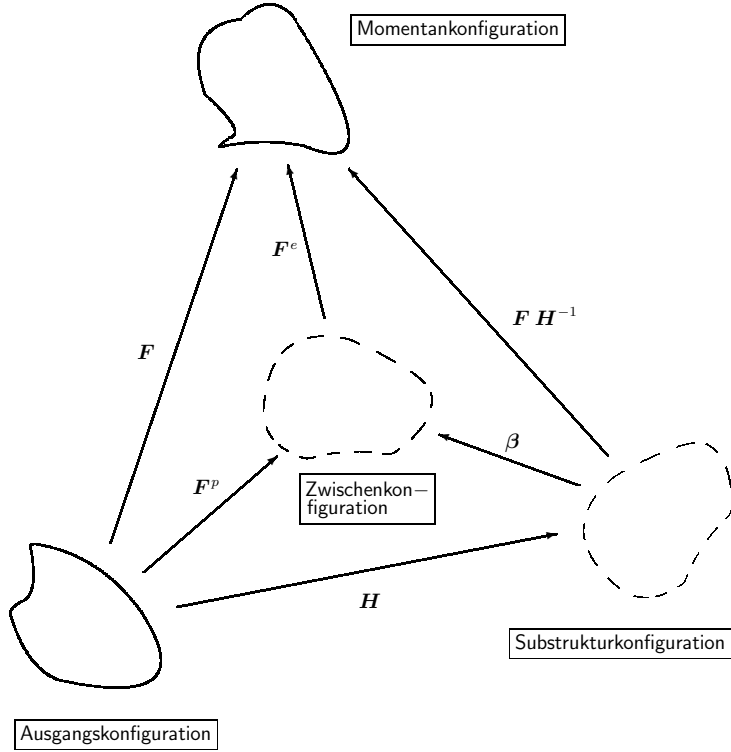 Momentankonfiguration
F^e
F H^{-1}
F
β
F^p
Zwischenkon–
figuration
H
Substrukturkonfiguration
Ausgangskonfiguration